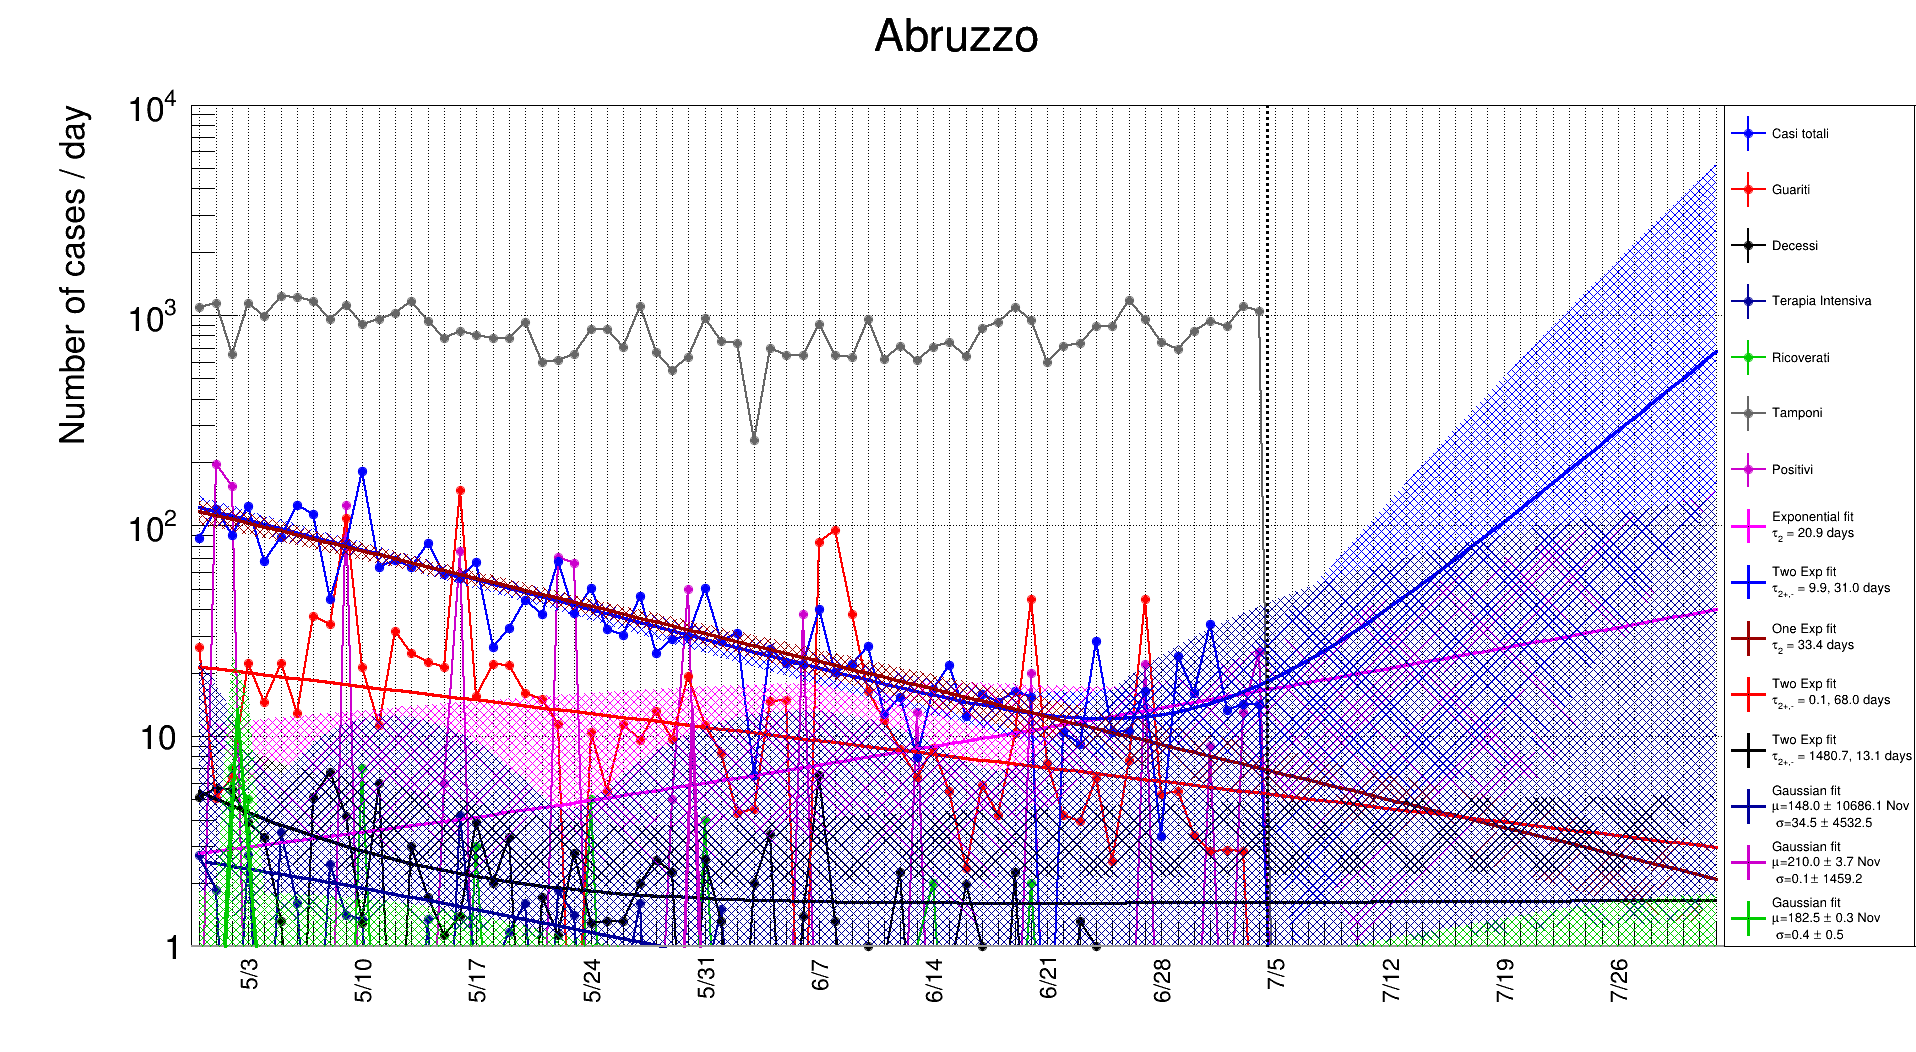 Abruzzo
Number of cases / day
10⁴
10³
10²
10
1
5/3
5/10
5/17
5/24
5/31
6/7
6/14
6/21
6/28
7/5
7/12
7/19
7/26
Casi totali
Guariti
Decessi
Terapia Intensiva
Ricoverati
Tamponi
Positivi
Exponential fit
τ₂ = 20.9 days
Two Exp fit
τ₂₊,₋ = 9.9, 31.0 days
One Exp fit
τ₂ = 33.4 days
Two Exp fit
τ₂₊,₋ = 0.1, 68.0 days
Two Exp fit
τ₂₊,₋ = 1480.7, 13.1 days
Gaussian fit
μ=148.0 ± 10686.1 Nov
σ=34.5 ± 4532.5
Gaussian fit
μ=210.0 ± 3.7 Nov
σ=0.1± 1459.2
Gaussian fit
μ=182.5 ± 0.3 Nov
σ=0.4 ± 0.5